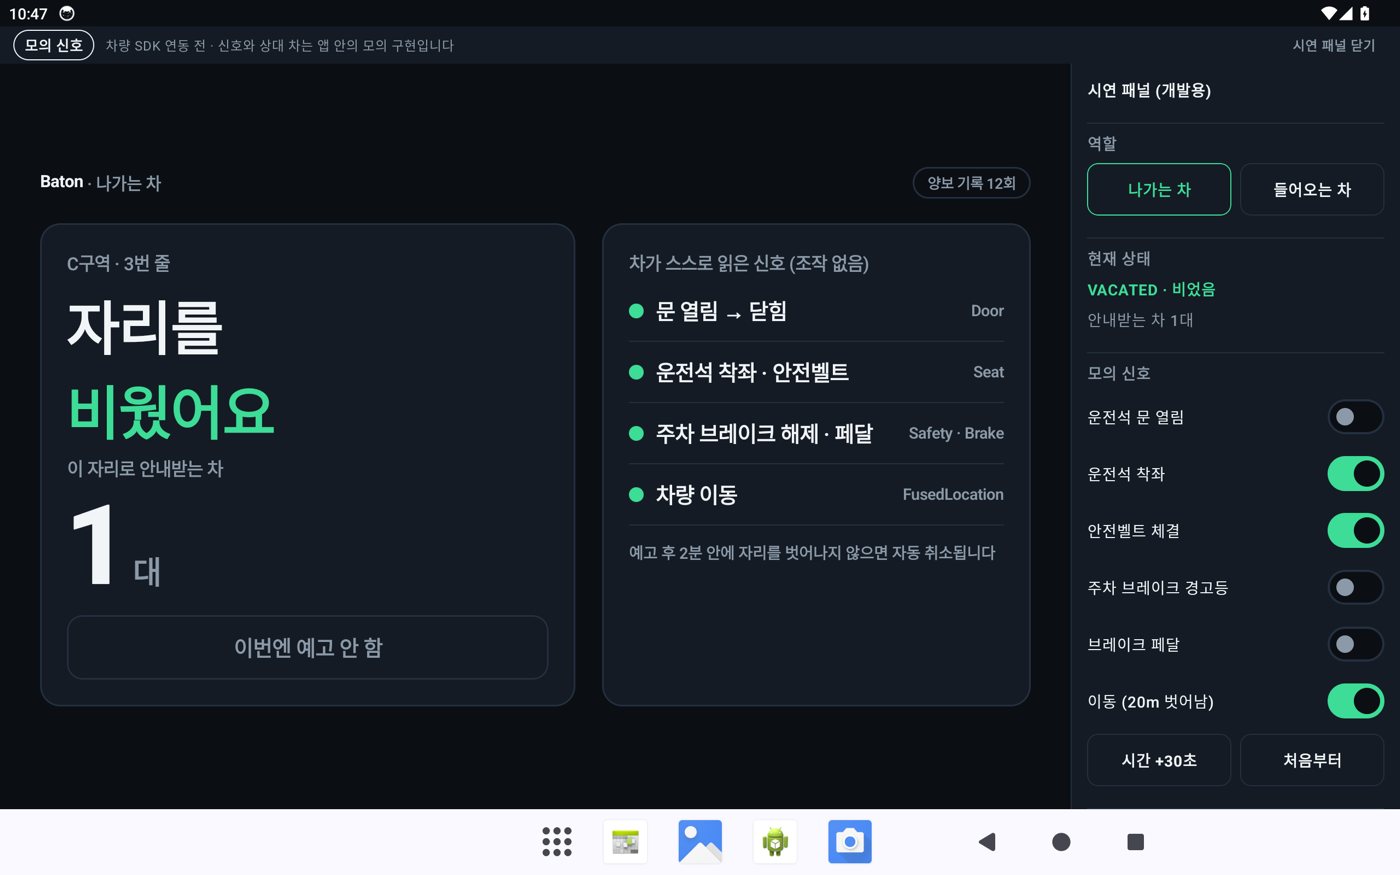 10:47
모의 신호 차량 SDK 연동 전 · 신호와 상대 차는 앱 안의 모의 구현입니다 시연 패널 닫기
Baton · 나가는 차
양보 기록 12회
C구역 · 3번 줄
자리를
비웠어요
이 자리로 안내받는 차
1 대
이번엔 예고 안 함
차가 스스로 읽은 신호 (조작 없음)
문 열림 → 닫힘 Door
운전석 착좌 · 안전벨트 Seat
주차 브레이크 해제 · 페달 Safety · Brake
차량 이동 FusedLocation
예고 후 2분 안에 자리를 벗어나지 않으면 자동 취소됩니다
시연 패널 (개발용)
역할
나가는 차 들어오는 차
현재 상태
VACATED · 비었음
안내받는 차 1대
모의 신호
운전석 문 열림
운전석 착좌
안전벨트 체결
주차 브레이크 경고등
브레이크 페달
이동 (20m 벗어남)
시간 +30초 처음부터